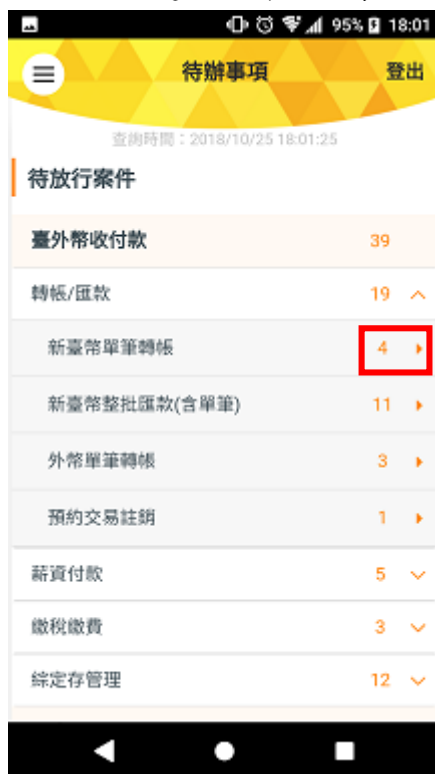 95% 18:01
待辦事項 登出
查詢時間：2018/10/25 18:01:25
待放行案件
臺外幣收付款 39
轉帳/匯款 19
新臺幣單筆轉帳 4
新臺幣整批匯款(含單筆) 11
外幣單筆轉帳 3
預約交易註銷 1
薪資付款 5
繳稅繳費 3
綜定存管理 12